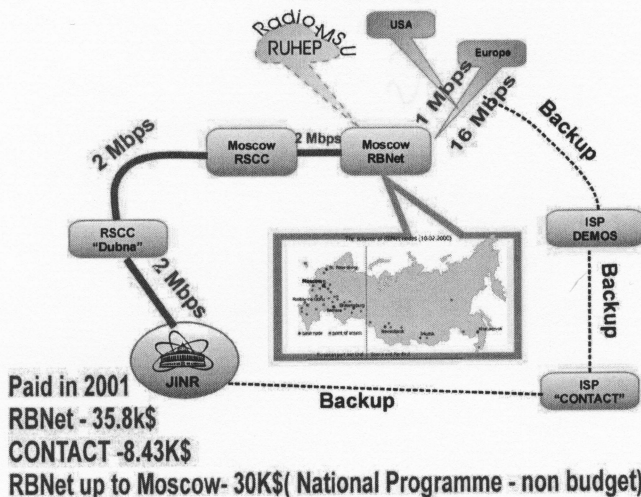 Radio-MSU
RUHEP
USA
Europe
1 Mbps
16 Mbps
Backup
2 Mbps
Moscow
RSCC
2 Mbps
Moscow
RBNet
RSCC
"Dubna"
2 Mbps
ISP
DEMOS
Backup
JINR
Backup
ISP
"CONTACT"
Paid in 2001
RBNet - 35.8k$
CONTACT -8.43K$
RBNet up to Moscow- 30K$( National Programme - non budget)